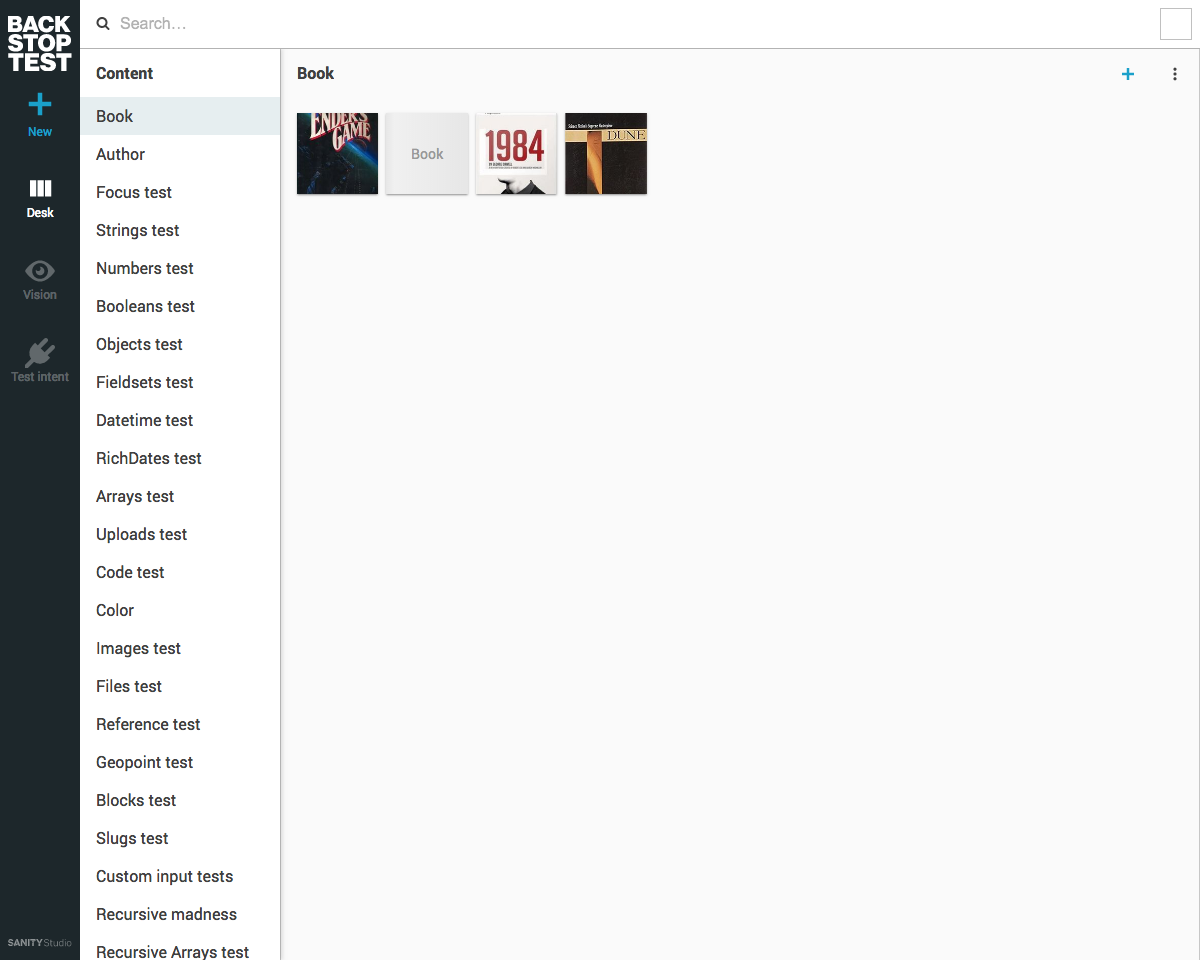 BACK
STOP
TEST
Search…
New
Desk
Vision
Test intent
SANITY Studio
Content
Book
Author
Focus test
Strings test
Numbers test
Booleans test
Objects test
Fieldsets test
Datetime test
RichDates test
Arrays test
Uploads test
Code test
Color
Images test
Files test
Reference test
Geopoint test
Blocks test
Slugs test
Custom input tests
Recursive madness
Recursive Arrays test
Book
ENDER'S
GAME
Book
1984
BY GEORGE ORWELL
DUNE